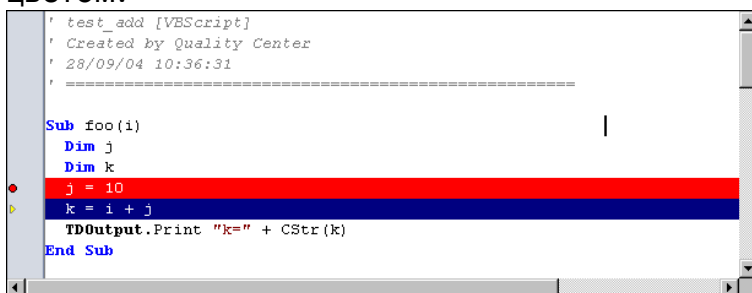 цветом.
' test_add [VBScript]
' Created by Quality Center
' 28/09/04 10:36:31
' ====================================================
Sub foo(i)
Dim j
Dim k
j = 10
k = i + j
TDOutput.Print "k=" + CStr(k)
End Sub